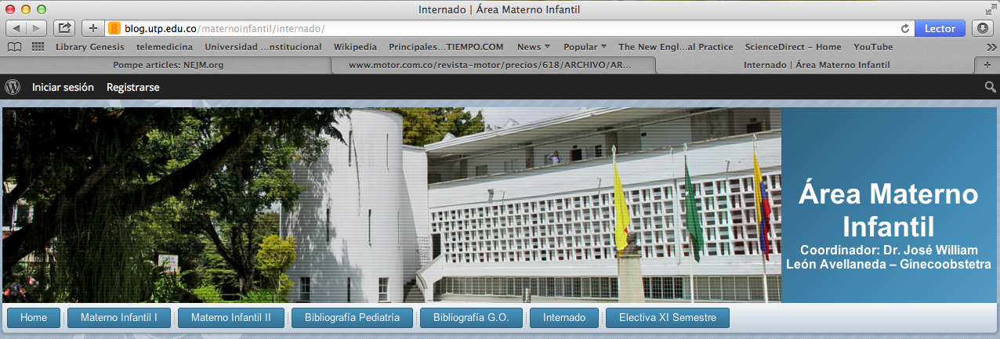 Internado | Área Materno Infantil
blog.utp.edu.co/maternoinfantil/internado/
Lector
Library Genesis telemedicina Universidad ...nstitucional Wikipedia Principales...TIEMPO.COM News Popular The New Engl...al Practice ScienceDirect - Home YouTube
Pompe articles: NEJM.org www.motor.com.co/revista-motor/precios/618/ARCHIVO/AR... Internado | Área Materno Infantil
Iniciar sesión Registrarse
Área Materno
Infantil
Coordinador: Dr. José William
León Avellaneda – Ginecoobstetra
Home Materno Infantil I Materno Infantil II Bibliografía Pediatría Bibliografía G.O. Internado Electiva XI Semestre